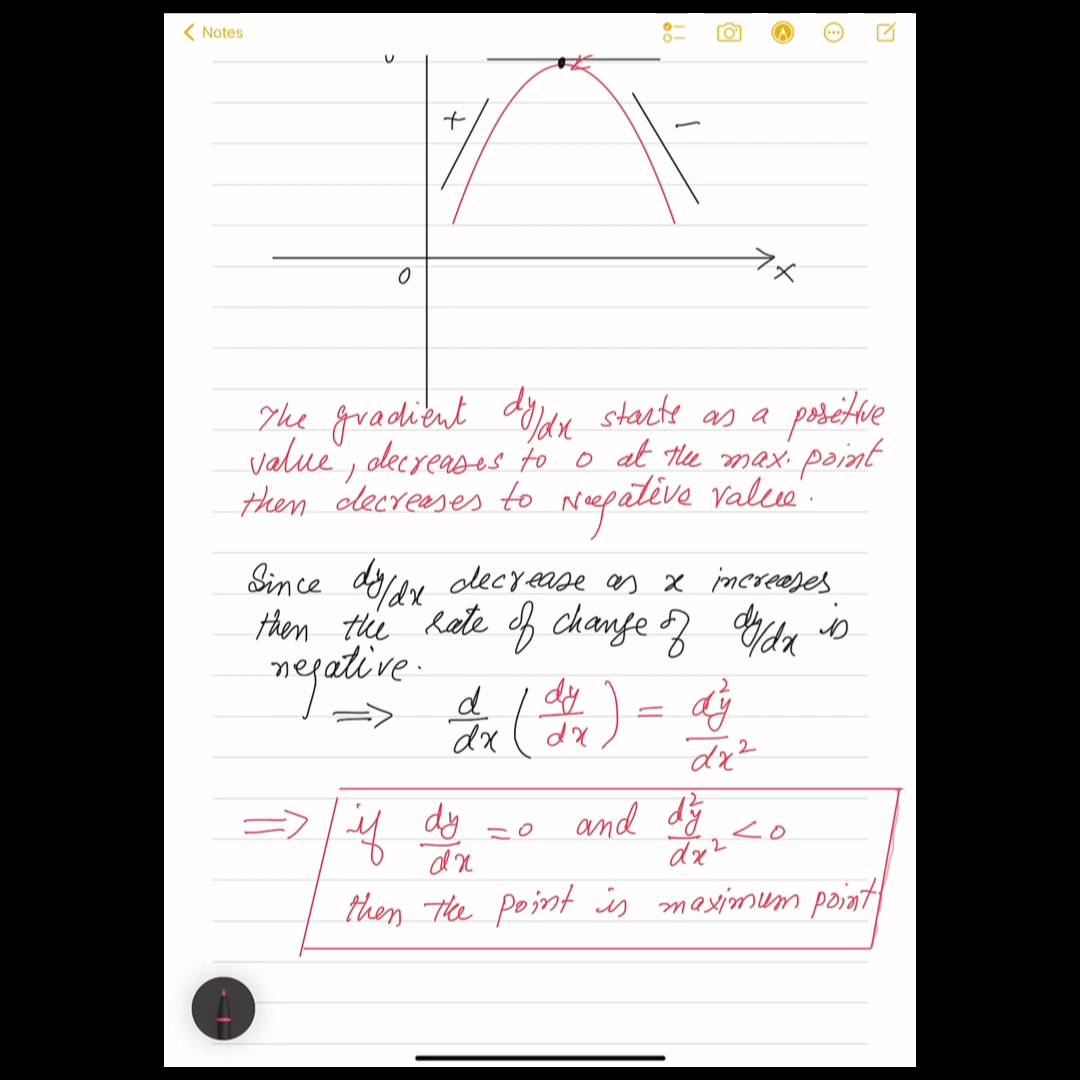 Notes
0
+
–
0
x
The gradient dy/dx starts as a positive
value, decreases to 0 at the max. point
then decreases to Negative value.
Since dy/dx decrease as x increases
then the rate of change of dy/dx is
negative.
⇒ d/dx (dy/dx) = d²y/dx²
⇒ if dy/dx = 0 and d²y/dx² < 0
then the point is maximum point